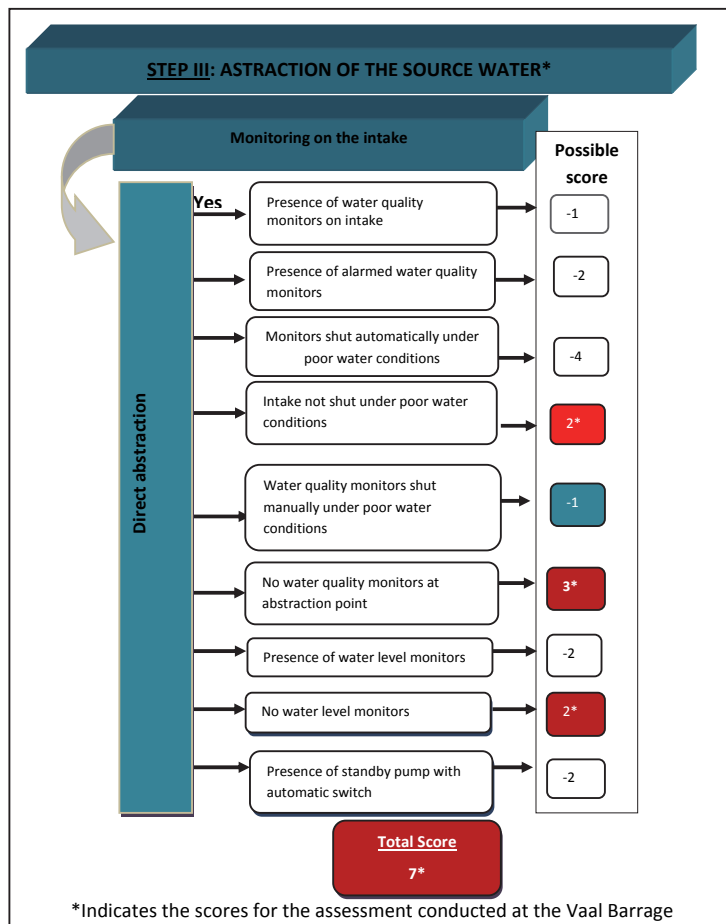 STEP III: ASTRACTION OF THE SOURCE WATER*
Monitoring on the intake
Possible
score
Direct abstraction
Yes
Presence of water quality
monitors on intake
-1
Presence of alarmed water quality
monitors
-2
Monitors shut automatically under
poor water conditions
-4
Intake not shut under poor water
conditions
2*
Water quality monitors shut
manually under poor water
conditions
-1
No water quality monitors at
abstraction point
3*
Presence of water level monitors
-2
No water level monitors
2*
Presence of standby pump with
automatic switch
-2
Total Score
7*
*Indicates the scores for the assessment conducted at the Vaal Barrage